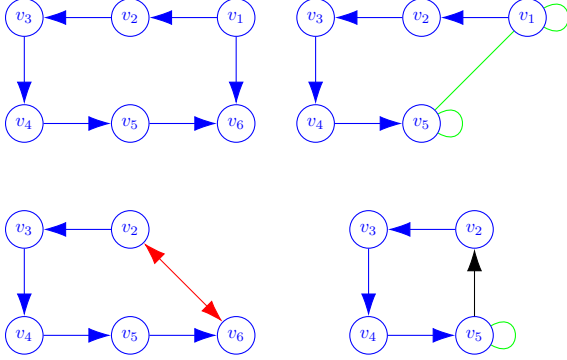 v₃ v₂ v₁ v₃ v₂ v₁
v₄ v₅ v₆ v₄ v₅
v₃ v₂ v₃ v₂
v₄ v₅ v₆ v₄ v₅